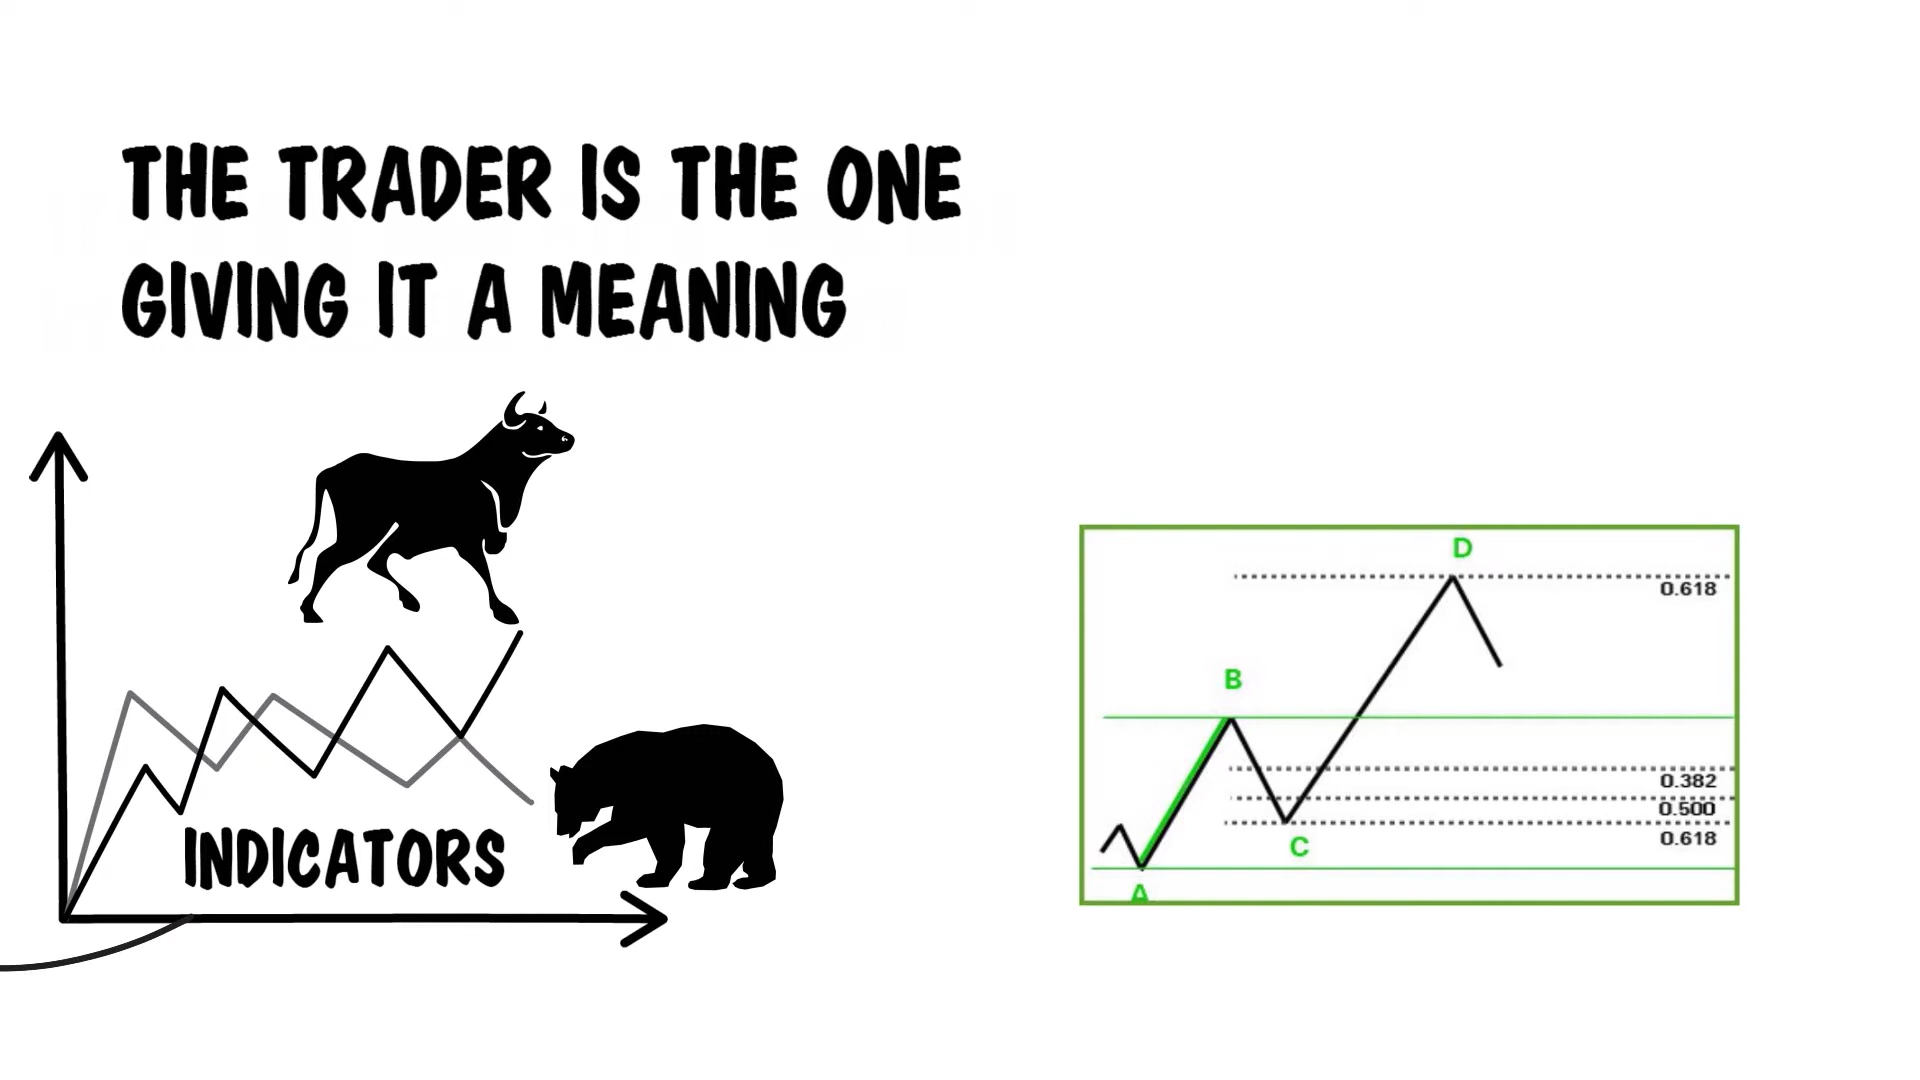 THE TRADER IS THE ONE
GIVING IT A MEANING
INDICATORS
D
0.618
B
0.382
0.500
0.618
C
A